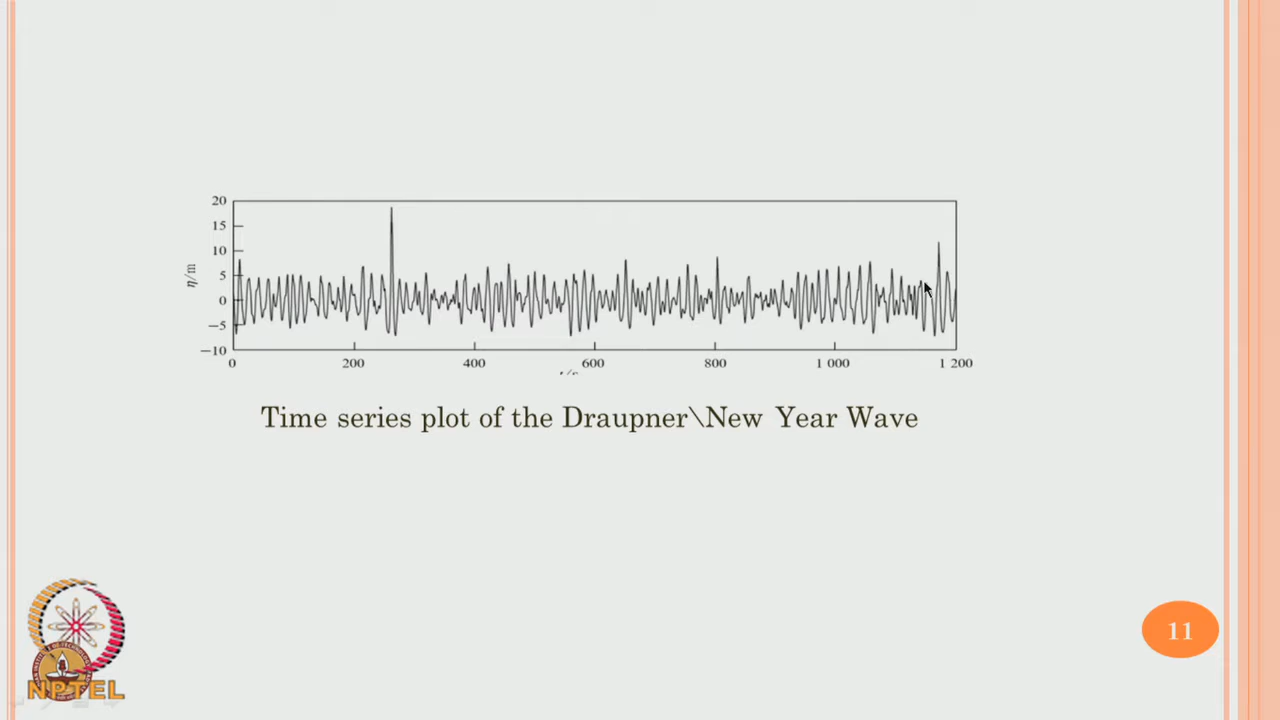 20
15
10
5
0
−5
−10
η/m
0 200 400 600 800 1 000 1 200
Time series plot of the Draupner\New Year Wave
11
NPTEL